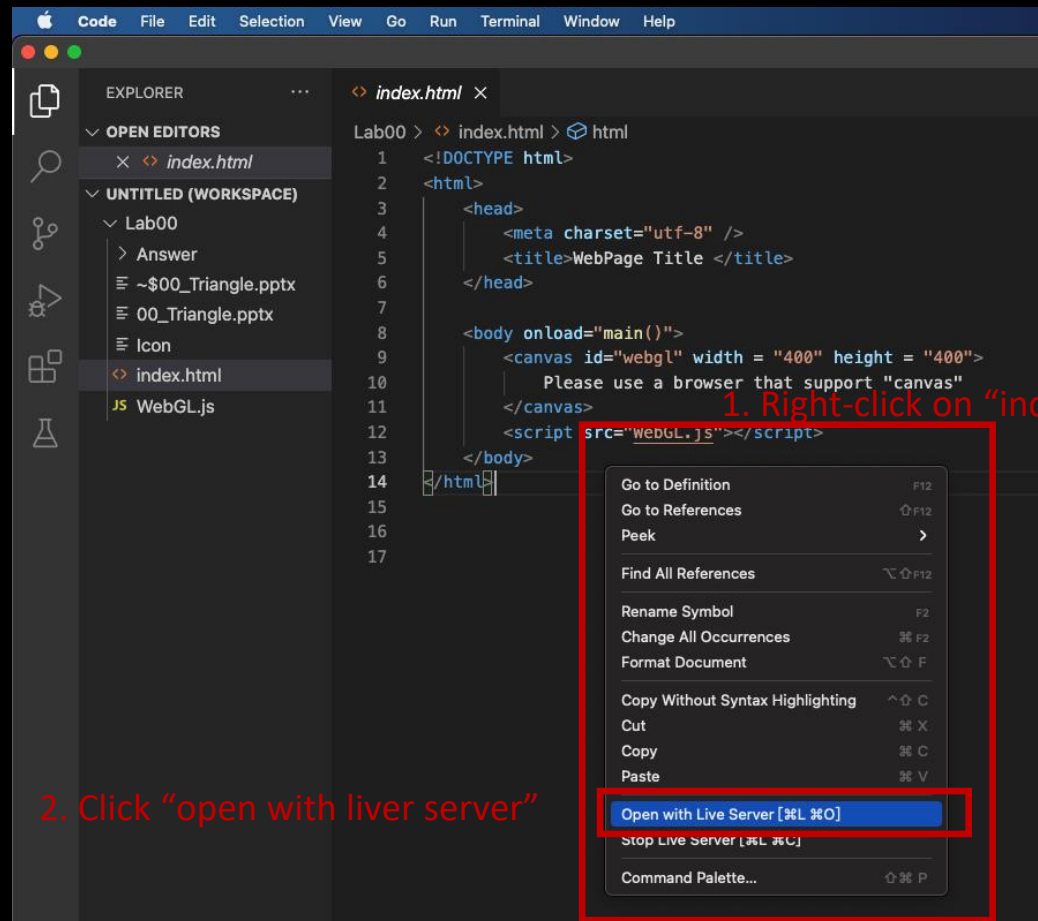 Code File Edit Selection View Go Run Terminal Window Help
EXPLORER ···
OPEN EDITORS
index.html
UNTITLED (WORKSPACE)
Lab00
Answer
~$00_Triangle.pptx
00_Triangle.pptx
Icon
index.html
JS WebGL.js
index.html
Lab00 > index.html > html
1 <!DOCTYPE html>
2 <html>
3 <head>
4 <meta charset="utf-8" />
5 <title>WebPage Title </title>
6 </head>
7
8 <body onload="main()">
9 <canvas id="webgl" width = "400" height = "400">
10 Please use a browser that support "canvas"
11 </canvas>
12 <script src="WebGL.js"></script>
13 </body>
14 </html>
15
16
17
1. Right-click on “
Go to Definition F12
Go to References ⇧F12
Peek >
Find All References ⌥⇧F12
Rename Symbol F2
Change All Occurrences ⌘F2
Format Document ⌥⇧F
Copy Without Syntax Highlighting ^⇧C
Cut ⌘X
Copy ⌘C
Paste ⌘V
Open with Live Server [⌘L ⌘O]
Stop Live Server [⌘L ⌘C]
Command Palette... ⇧⌘P
2. Click “open with liver server”